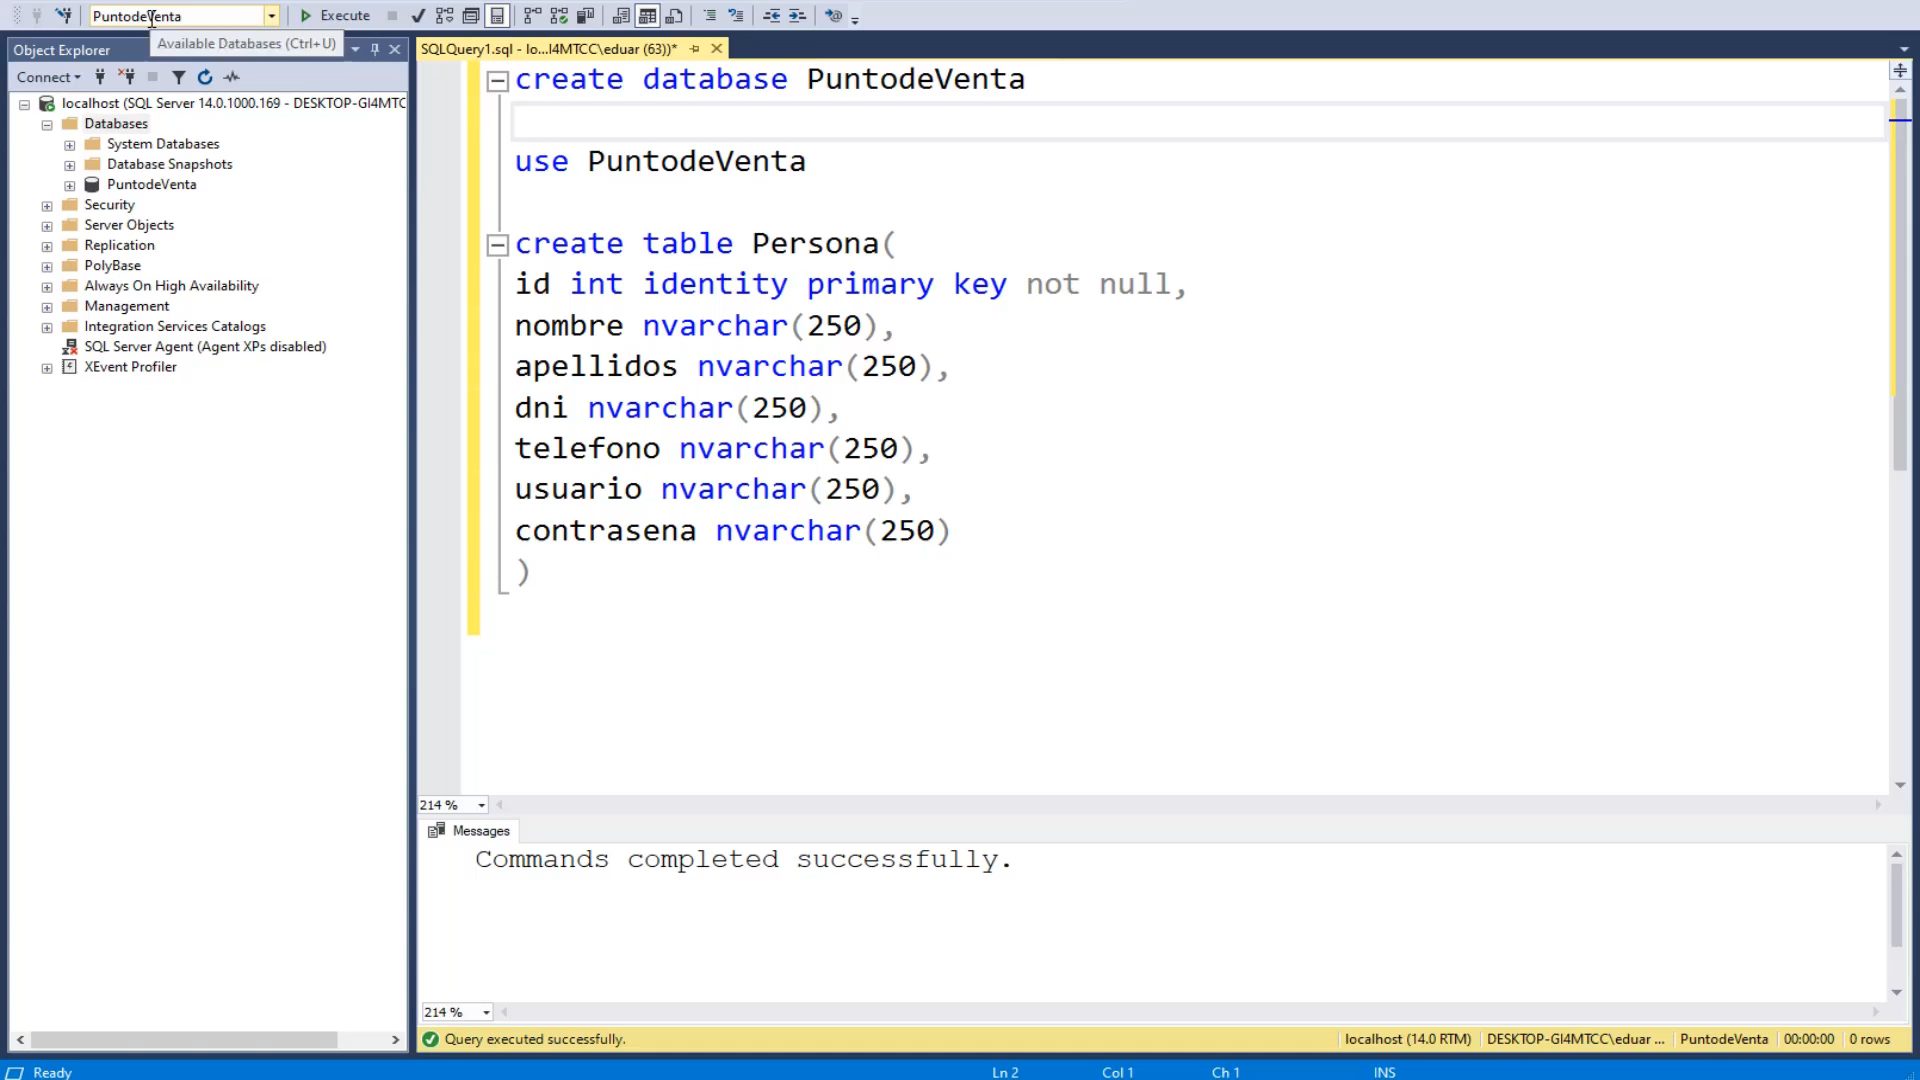 PuntodeVenta
Execute
Available Databases (Ctrl+U)
Object Explorer
Connect
localhost (SQL Server 14.0.1000.169 - DESKTOP-GI4MTC
Databases
System Databases
Database Snapshots
PuntodeVenta
Security
Server Objects
Replication
PolyBase
Always On High Availability
Management
Integration Services Catalogs
SQL Server Agent (Agent XPs disabled)
XEvent Profiler
SQLQuery1.sql - lo...I4MTCC\eduar (63))*
create database PuntodeVenta
use PuntodeVenta
create table Persona(
id int identity primary key not null,
nombre nvarchar(250),
apellidos nvarchar(250),
dni nvarchar(250),
telefono nvarchar(250),
usuario nvarchar(250),
contrasena nvarchar(250)
)
214 %
Messages
Commands completed successfully.
214 %
Query executed successfully.
localhost (14.0 RTM)
DESKTOP-GI4MTCC\eduar ...
PuntodeVenta
00:00:00
0 rows
Ready
Ln 2
Col 1
Ch 1
INS